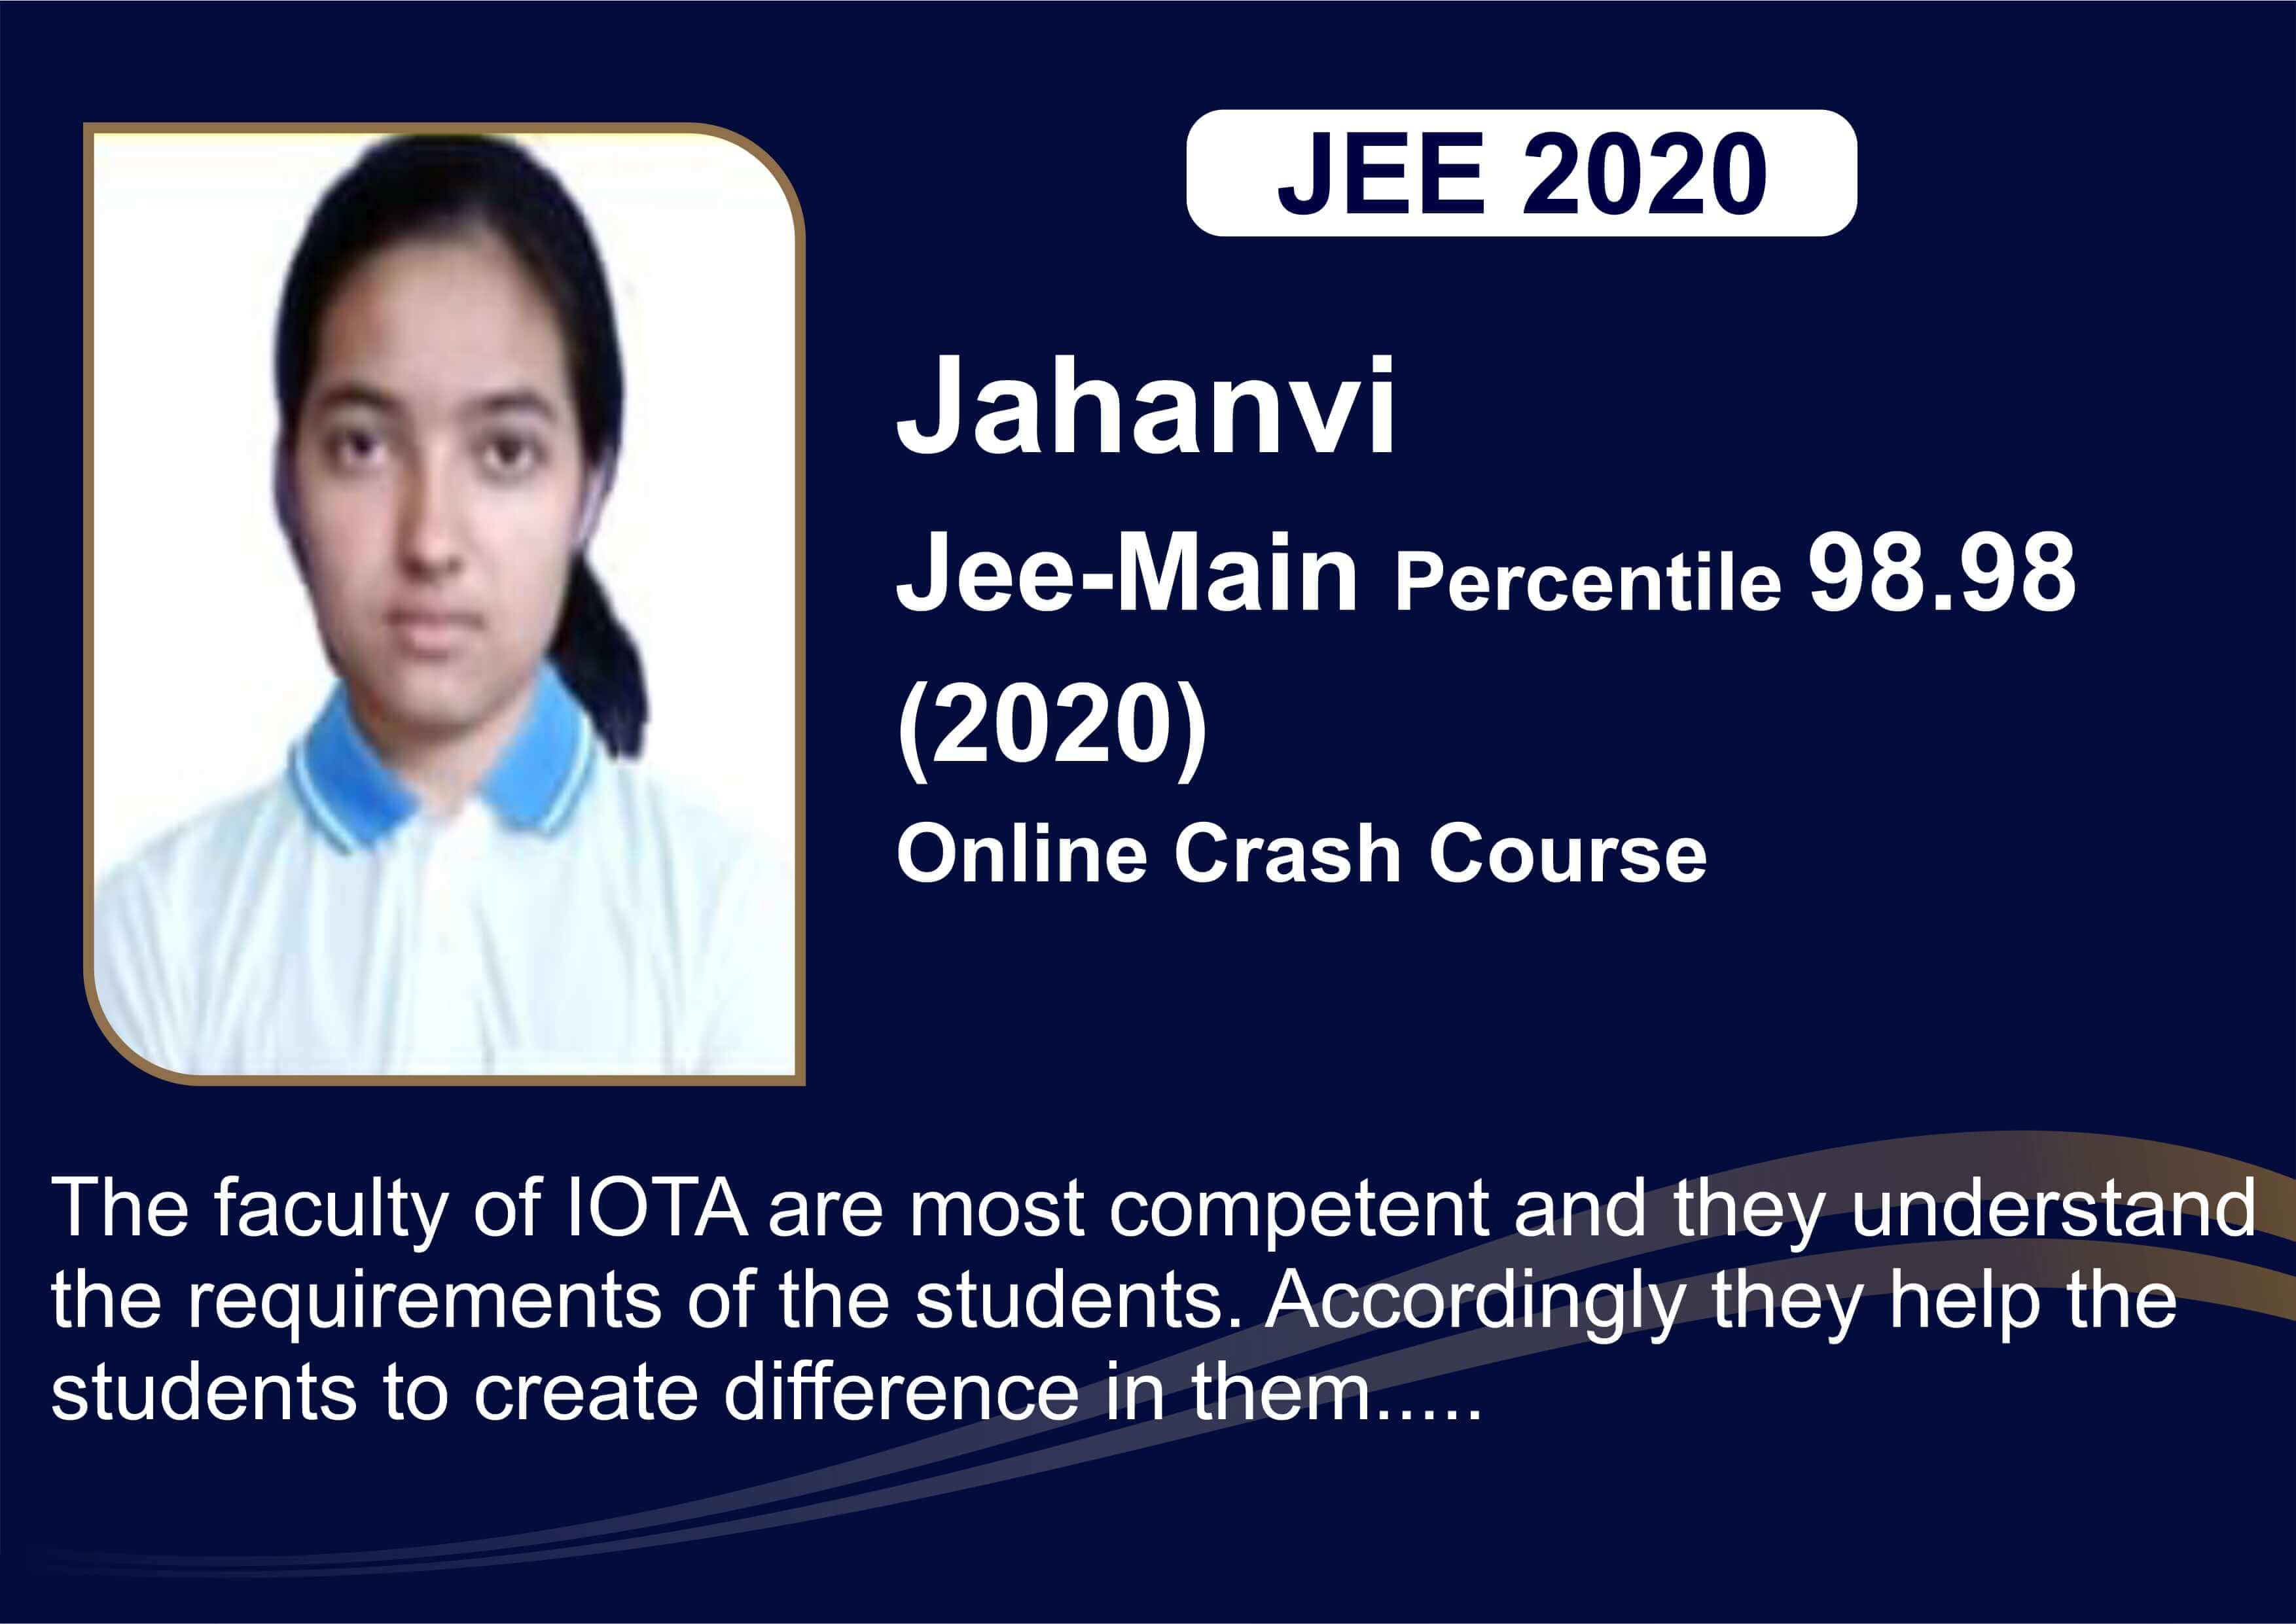 JEE 2020
Jahanvi
Jee-Main Percentile 98.98
(2020)
Online Crash Course
The faculty of IOTA are most competent and they understand
the requirements of the students. Accordingly they help the
students to create difference in them.....